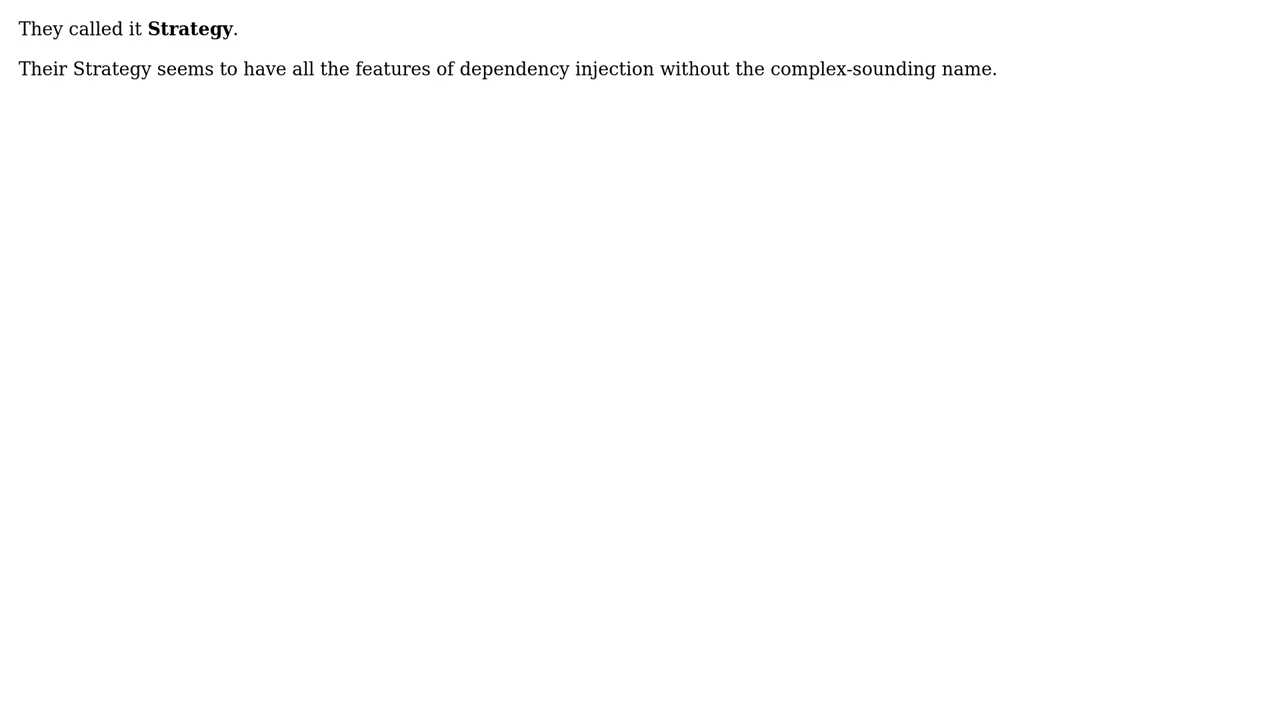 They called it Strategy.
Their Strategy seems to have all the features of dependency injection without the complex-sounding name.